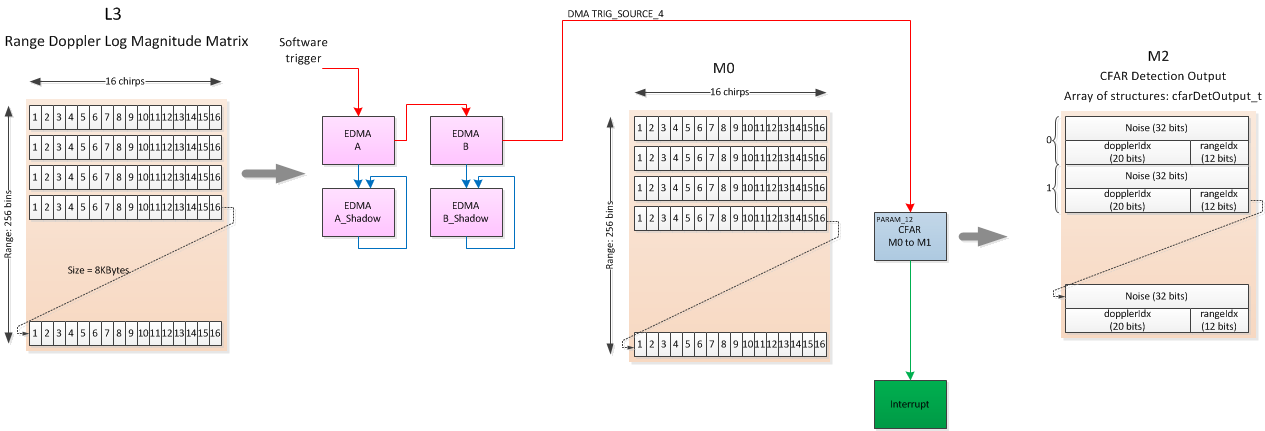 L3
Range Doppler Log Magnitude Matrix
16 chirps
Range: 256 bins
1 2 3 4 5 6 7 8 9 10 11 12 13 14 15 16
1 2 3 4 5 6 7 8 9 10 11 12 13 14 15 16
1 2 3 4 5 6 7 8 9 10 11 12 13 14 15 16
1 2 3 4 5 6 7 8 9 10 11 12 13 14 15 16
Size = 8KBytes
1 2 3 4 5 6 7 8 9 10 11 12 13 14 15 16
Software
trigger
EDMA
A
EDMA
B
EDMA
A_Shadow
EDMA
B_Shadow
DMA TRIG_SOURCE_4
M0
16 chirps
Range: 256 bins
1 2 3 4 5 6 7 8 9 10 11 12 13 14 15 16
1 2 3 4 5 6 7 8 9 10 11 12 13 14 15 16
1 2 3 4 5 6 7 8 9 10 11 12 13 14 15 16
1 2 3 4 5 6 7 8 9 10 11 12 13 14 15 16
1 2 3 4 5 6 7 8 9 10 11 12 13 14 15 16
PARAM_12
CFAR
M0 to M1
Interrupt
M2
CFAR Detection Output
Array of structures: cfarDetOutput_t
0
Noise (32 bits)
dopplerIdx
(20 bits)
rangeIdx
(12 bits)
1
Noise (32 bits)
dopplerIdx
(20 bits)
rangeIdx
(12 bits)
Noise (32 bits)
dopplerIdx
(20 bits)
rangeIdx
(12 bits)